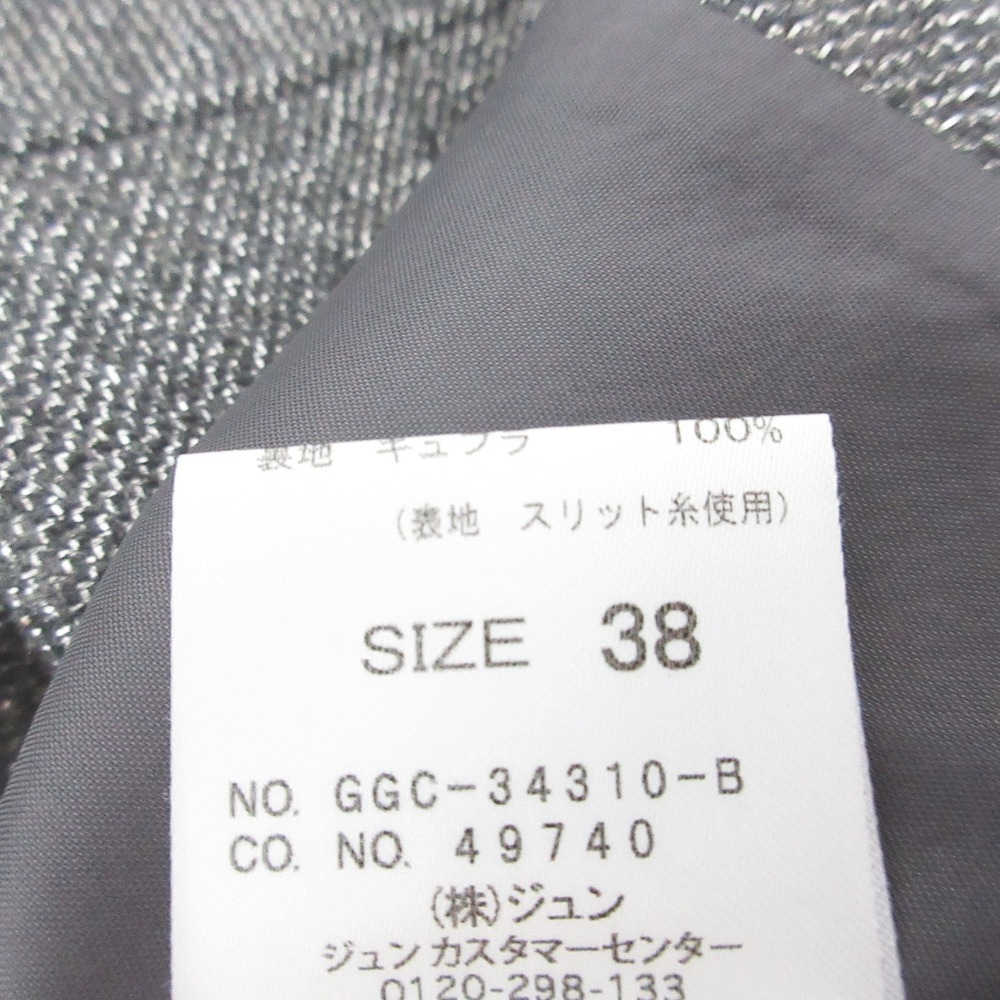 裏地 キュプラ 100%
(表地 スリット糸使用)
SIZE 38
NO. GGC-34310-B
CO. NO. 49740
(株)ジュン
ジュン カスタマーセンター
0120-298-133